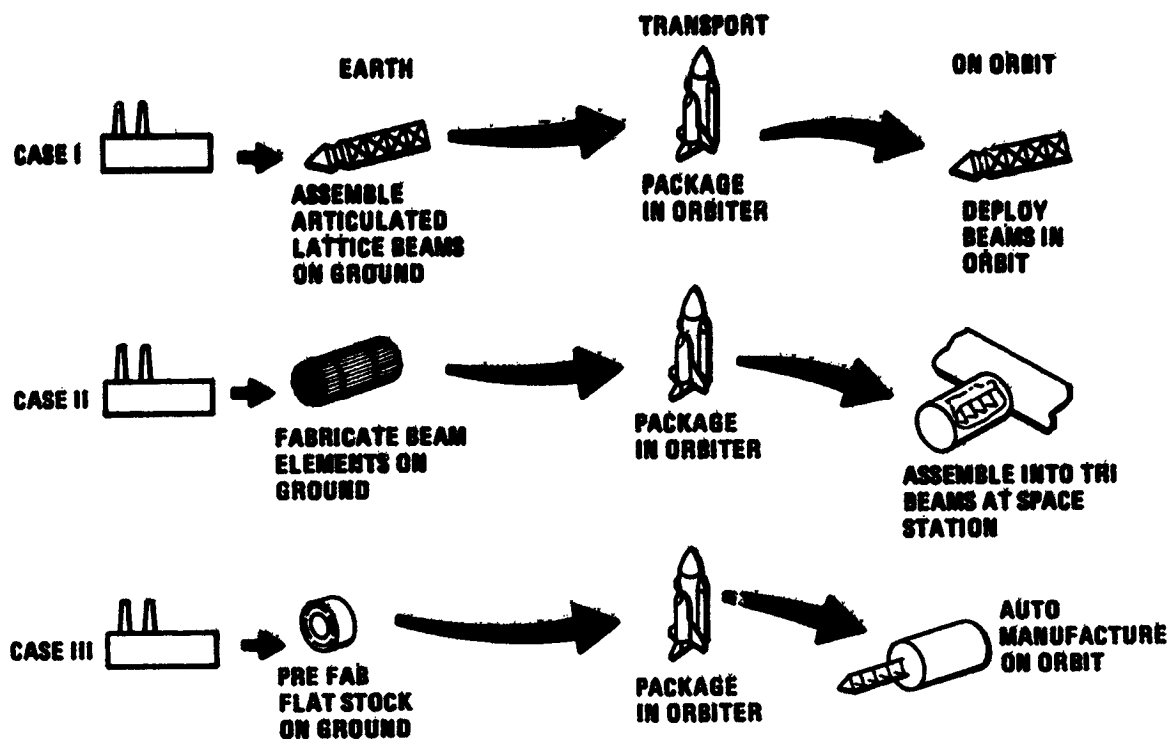 TRANSPORT
EARTH
ON ORBIT
CASE I
ASSEMBLE
ARTICULATED
LATTICE BEAMS
ON GROUND
PACKAGE
IN ORBITER
DEPLOY
BEAMS IN
ORBIT
CASE II
FABRICATE BEAM
ELEMENTS ON
GROUND
PACKAGE
IN ORBITER
ASSEMBLE INTO TRI
BEAMS AT SPACE
STATION
CASE III
PRE FAB
FLAT STOCK
ON GROUND
PACKAGE
IN ORBITER
AUTO
MANUFACTURE
ON ORBIT